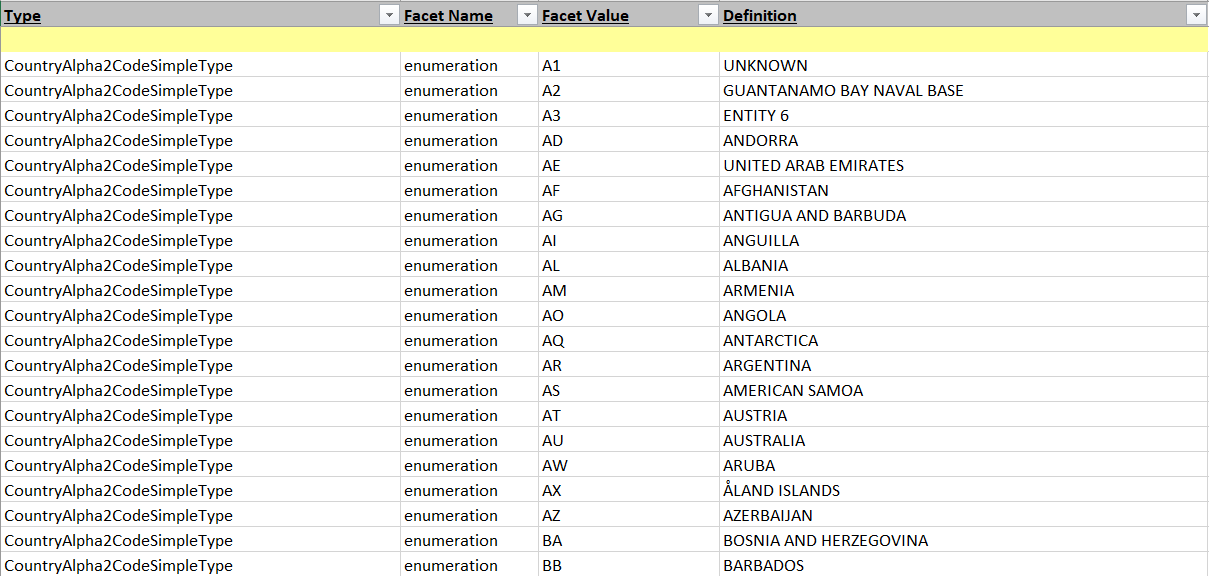 Type Facet Name Facet Value Definition
CountryAlpha2CodeSimpleType enumeration A1 UNKNOWN
CountryAlpha2CodeSimpleType enumeration A2 GUANTANAMO BAY NAVAL BASE
CountryAlpha2CodeSimpleType enumeration A3 ENTITY 6
CountryAlpha2CodeSimpleType enumeration AD ANDORRA
CountryAlpha2CodeSimpleType enumeration AE UNITED ARAB EMIRATES
CountryAlpha2CodeSimpleType enumeration AF AFGHANISTAN
CountryAlpha2CodeSimpleType enumeration AG ANTIGUA AND BARBUDA
CountryAlpha2CodeSimpleType enumeration AI ANGUILLA
CountryAlpha2CodeSimpleType enumeration AL ALBANIA
CountryAlpha2CodeSimpleType enumeration AM ARMENIA
CountryAlpha2CodeSimpleType enumeration AO ANGOLA
CountryAlpha2CodeSimpleType enumeration AQ ANTARCTICA
CountryAlpha2CodeSimpleType enumeration AR ARGENTINA
CountryAlpha2CodeSimpleType enumeration AS AMERICAN SAMOA
CountryAlpha2CodeSimpleType enumeration AT AUSTRIA
CountryAlpha2CodeSimpleType enumeration AU AUSTRALIA
CountryAlpha2CodeSimpleType enumeration AW ARUBA
CountryAlpha2CodeSimpleType enumeration AX ÅLAND ISLANDS
CountryAlpha2CodeSimpleType enumeration AZ AZERBAIJAN
CountryAlpha2CodeSimpleType enumeration BA BOSNIA AND HERZEGOVINA
CountryAlpha2CodeSimpleType enumeration BB BARBADOS